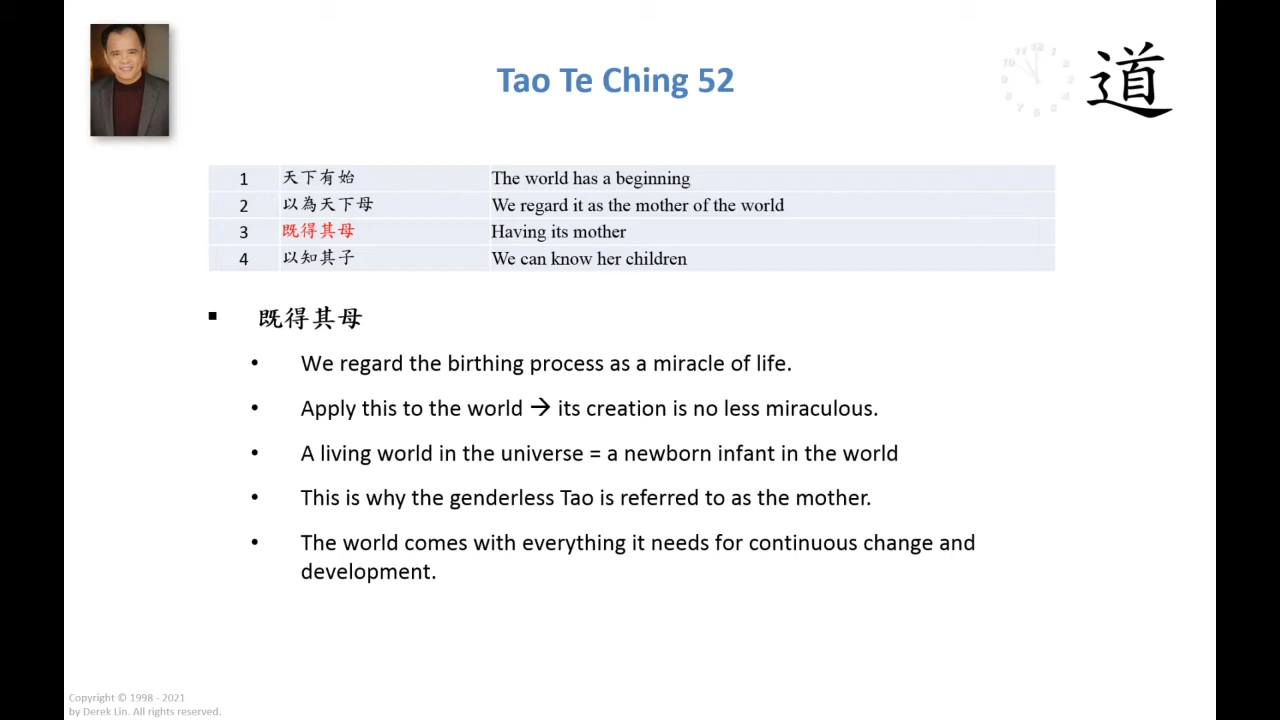 Tao Te Ching 52
道
1 天下有始 The world has a beginning
2 以為天下母 We regard it as the mother of the world
3 既得其母 Having its mother
4 以知其子 We can know her children
▪ 既得其母
• We regard the birthing process as a miracle of life.
• Apply this to the world → its creation is no less miraculous.
• A living world in the universe = a newborn infant in the world
• This is why the genderless Tao is referred to as the mother.
• The world comes with everything it needs for continuous change and
development.
Copyright © 1998 - 2021
by Derek Lin. All rights reserved.